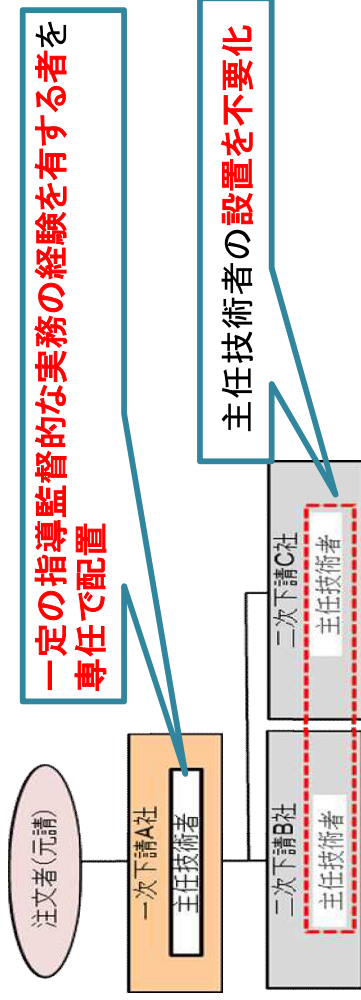 注文者(元請)
一次下請A社
主任技術者
一定の指導監督的な実務の経験を有する者を
専任で配置
二次下請B社
主任技術者
二次下請C社
主任技術者
主任技術者の設置を不要化